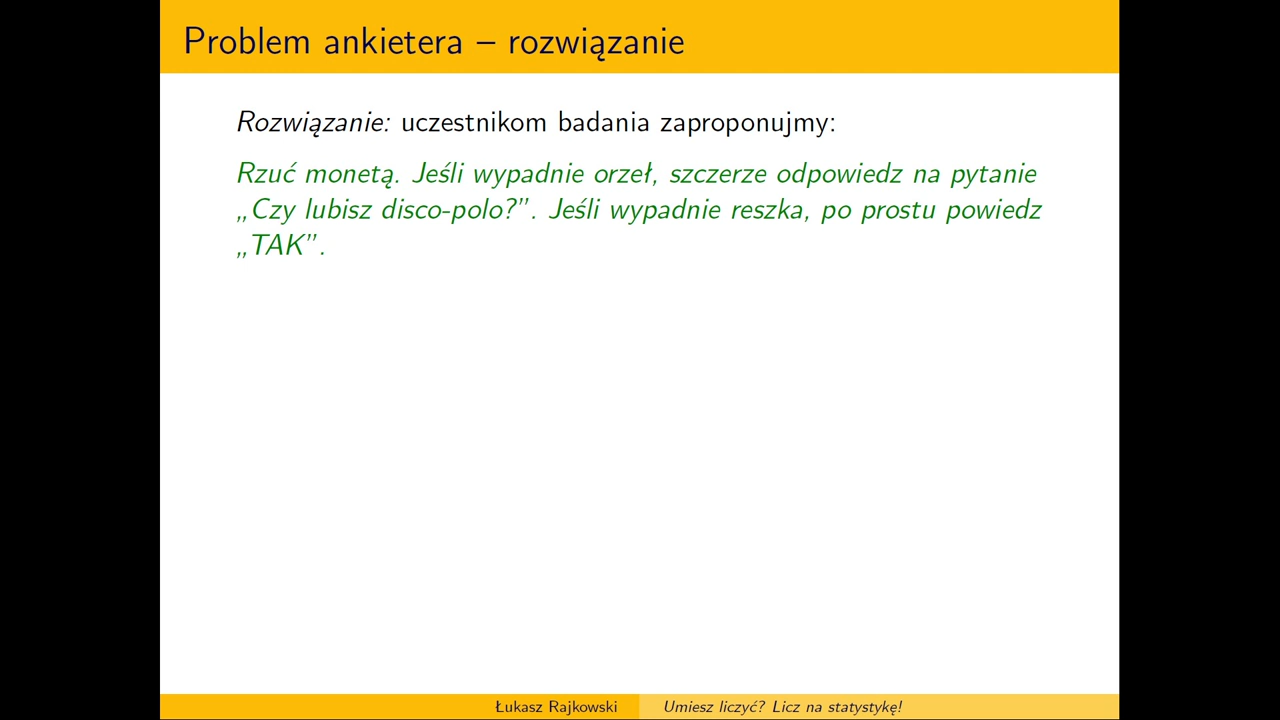 Problem ankietera – rozwiązanie
Rozwiązanie: uczestnikom badania zaproponujmy:
Rzuć monetą. Jeśli wypadnie orzeł, szczerze odpowiedz na pytanie
„Czy lubisz disco-polo?”. Jeśli wypadnie reszka, po prostu powiedz
„TAK”.
Łukasz Rajkowski
Umiesz liczyć? Licz na statystykę!